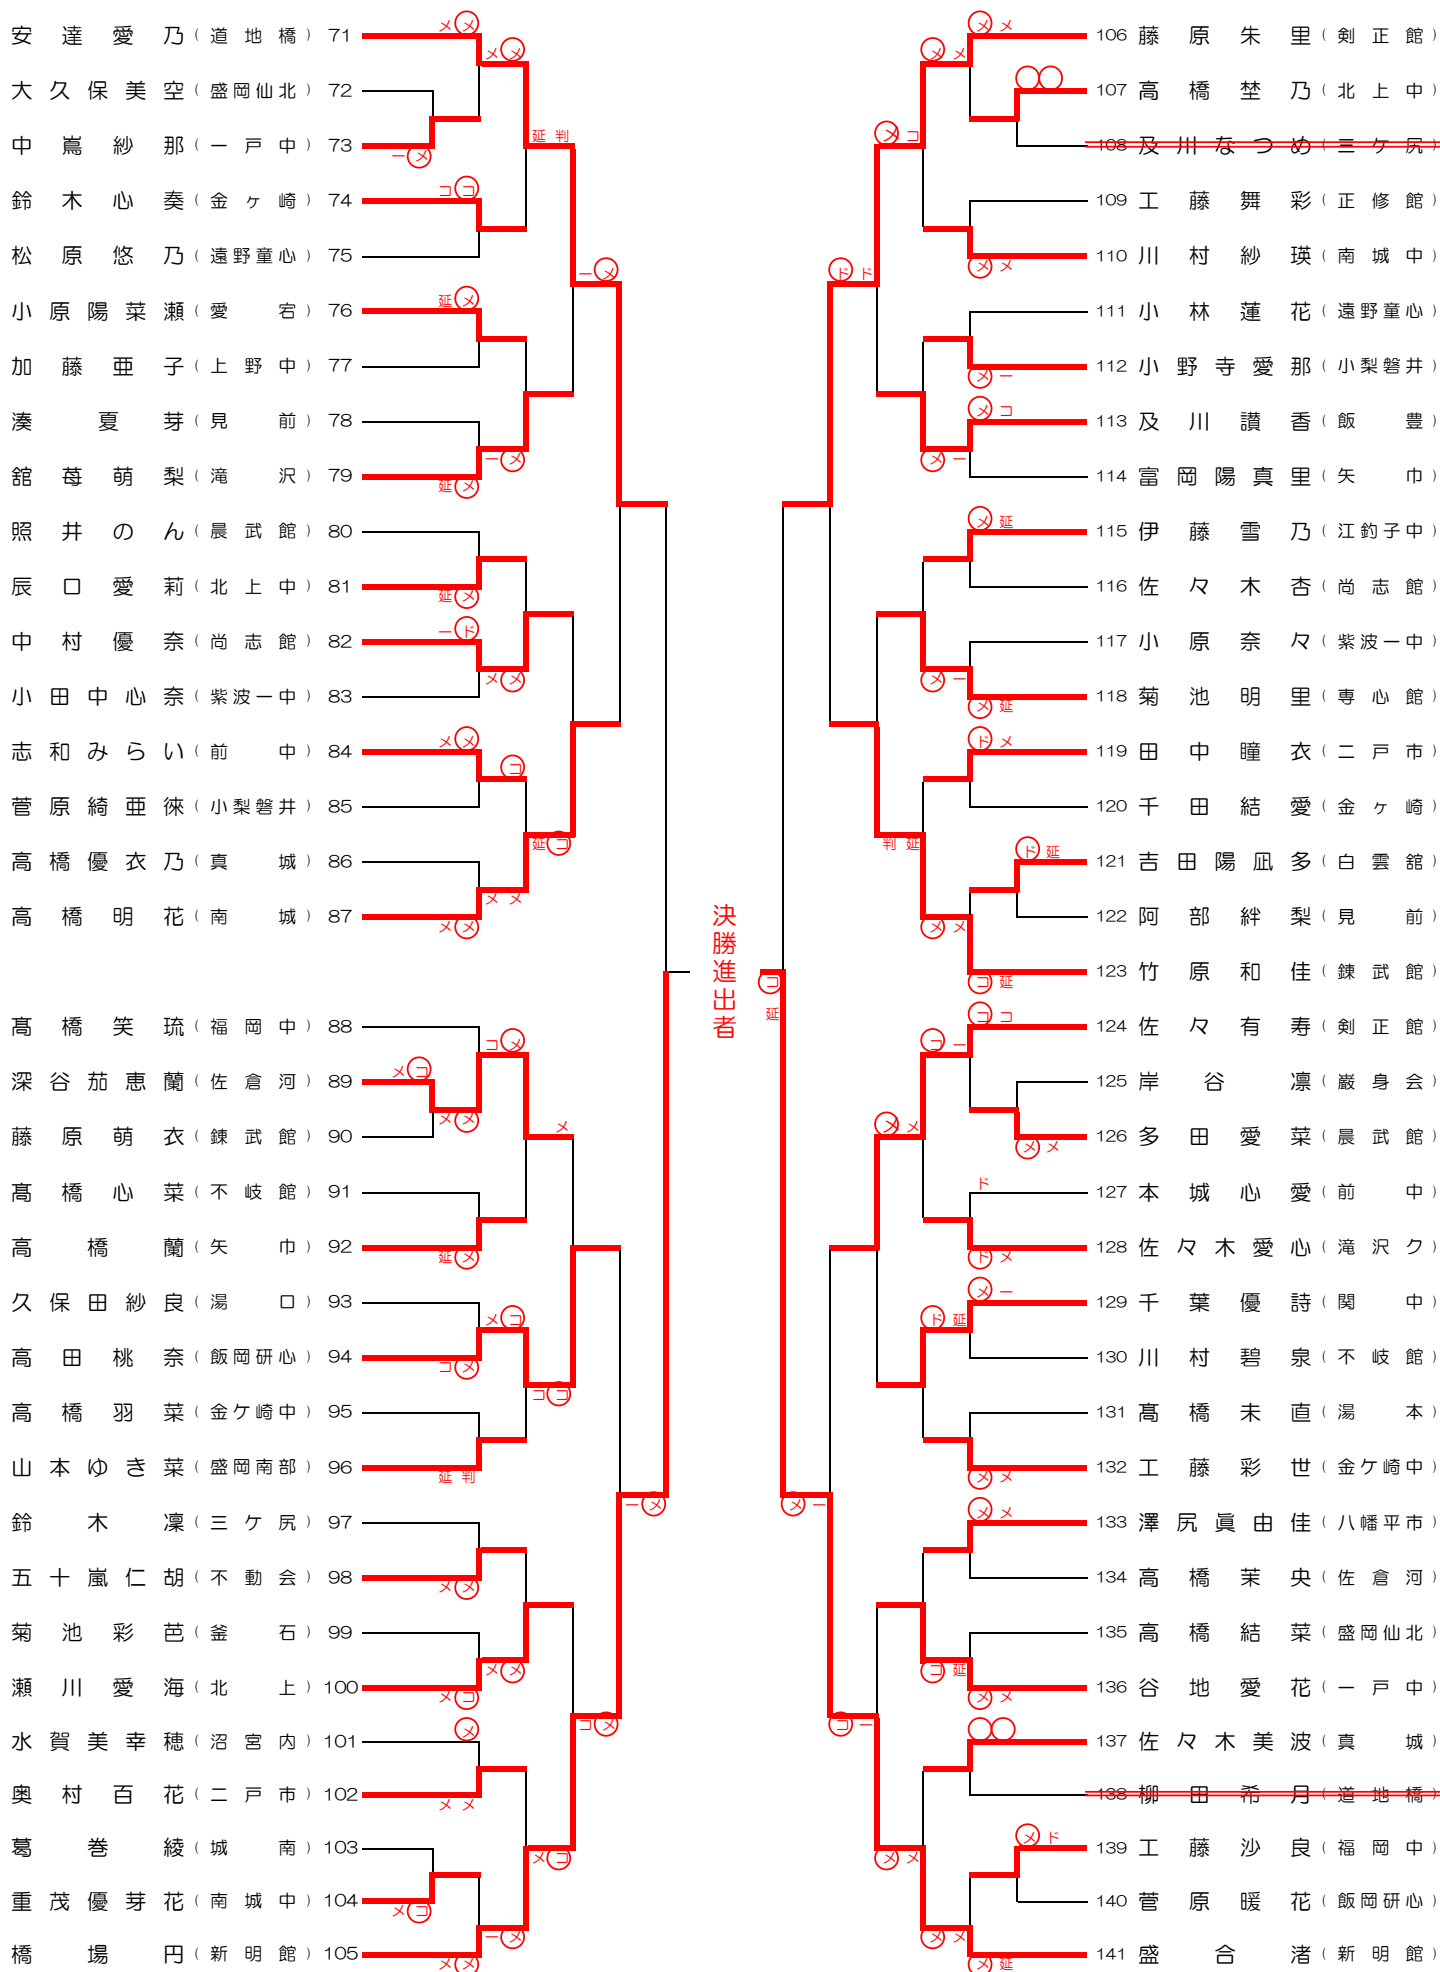 安達愛乃（道地橋）71
大久保美空（盛岡仙北）72
中嶌紗那（一戸中）73
鈴木心奏（金ヶ崎）74
松原悠乃（遠野童心）75
小原陽菜瀬（愛宕）76
加藤亜子（上野中）77
湊夏芽（見前）78
舘苺萌梨（滝沢）79
照井のん（晨武館）80
辰口愛莉（北上中）81
中村優奈（尚志館）82
小田中心奈（紫波一中）83
志和みらい（前中）84
菅原綺亜徠（小梨磐井）85
高橋優衣乃（真城）86
高橋明花（南城）87
髙橋笑琉（福岡中）88
深谷茄恵蘭（佐倉河）89
藤原萌衣（錬武館）90
髙橋心菜（不岐館）91
高橋蘭（矢巾）92
久保田紗良（湯口）93
高田桃奈（飯岡研心）94
高橋羽菜（金ケ崎中）95
山本ゆき菜（盛岡南部）96
鈴木凜（三ケ尻）97
五十嵐仁胡（不動会）98
菊池彩芭（釜石）99
瀬川愛海（北上）100
水賀美幸穂（沼宮内）101
奥村百花（二戸市）102
葛巻綾（城南）103
重茂優芽花（南城中）104
橋場円（新明館）105
決勝進出者
106 藤原朱里（剣正館）
107 高橋埜乃（北上中）
108 及川なつめ（三ケ尻）
109 工藤舞彩（正修館）
110 川村紗瑛（南城中）
111 小林蓮花（遠野童心）
112 小野寺愛那（小梨磐井）
113 及川讃香（飯豊）
114 富岡陽真里（矢巾）
115 伊藤雪乃（江釣子中）
116 佐々木杏（尚志館）
117 小原奈々（紫波一中）
118 菊池明里（専心館）
119 田中瞳衣（二戸市）
120 千田結愛（金ヶ崎）
121 吉田陽凪多（白雲舘）
122 阿部絆梨（見前）
123 竹原和佳（錬武館）
124 佐々有寿（剣正館）
125 岸谷凛（巌身会）
126 多田愛菜（晨武館）
127 本城心愛（前中）
128 佐々木愛心（滝沢ク）
129 千葉優詩（関中）
130 川村碧泉（不岐館）
131 髙橋未直（湯本）
132 工藤彩世（金ケ崎中）
133 澤尻眞由佳（八幡平市）
134 高橋茉央（佐倉河）
135 高橋結菜（盛岡仙北）
136 谷地愛花（一戸中）
137 佐々木美波（真城）
138 柳田希月（道地橋）
139 工藤沙良（福岡中）
140 菅原暖花（飯岡研心）
141 盛合渚（新明館）